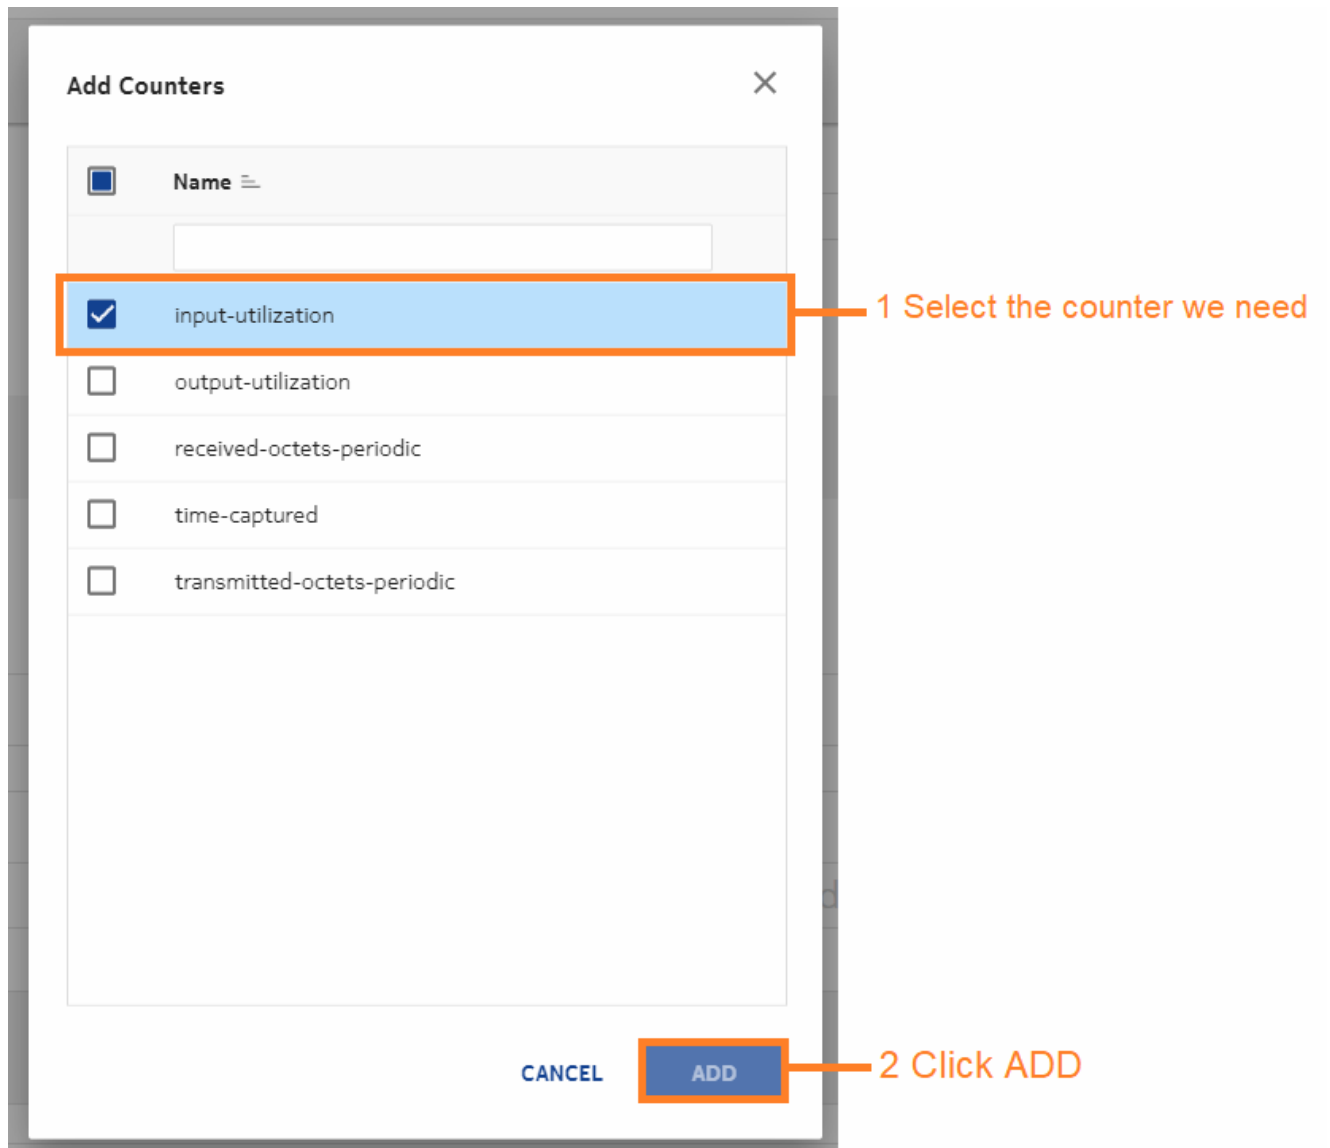 Add Counters
Name
input-utilization
1 Select the counter we need
output-utilization
received-octets-periodic
time-captured
transmitted-octets-periodic
d
CANCEL
ADD
2 Click ADD